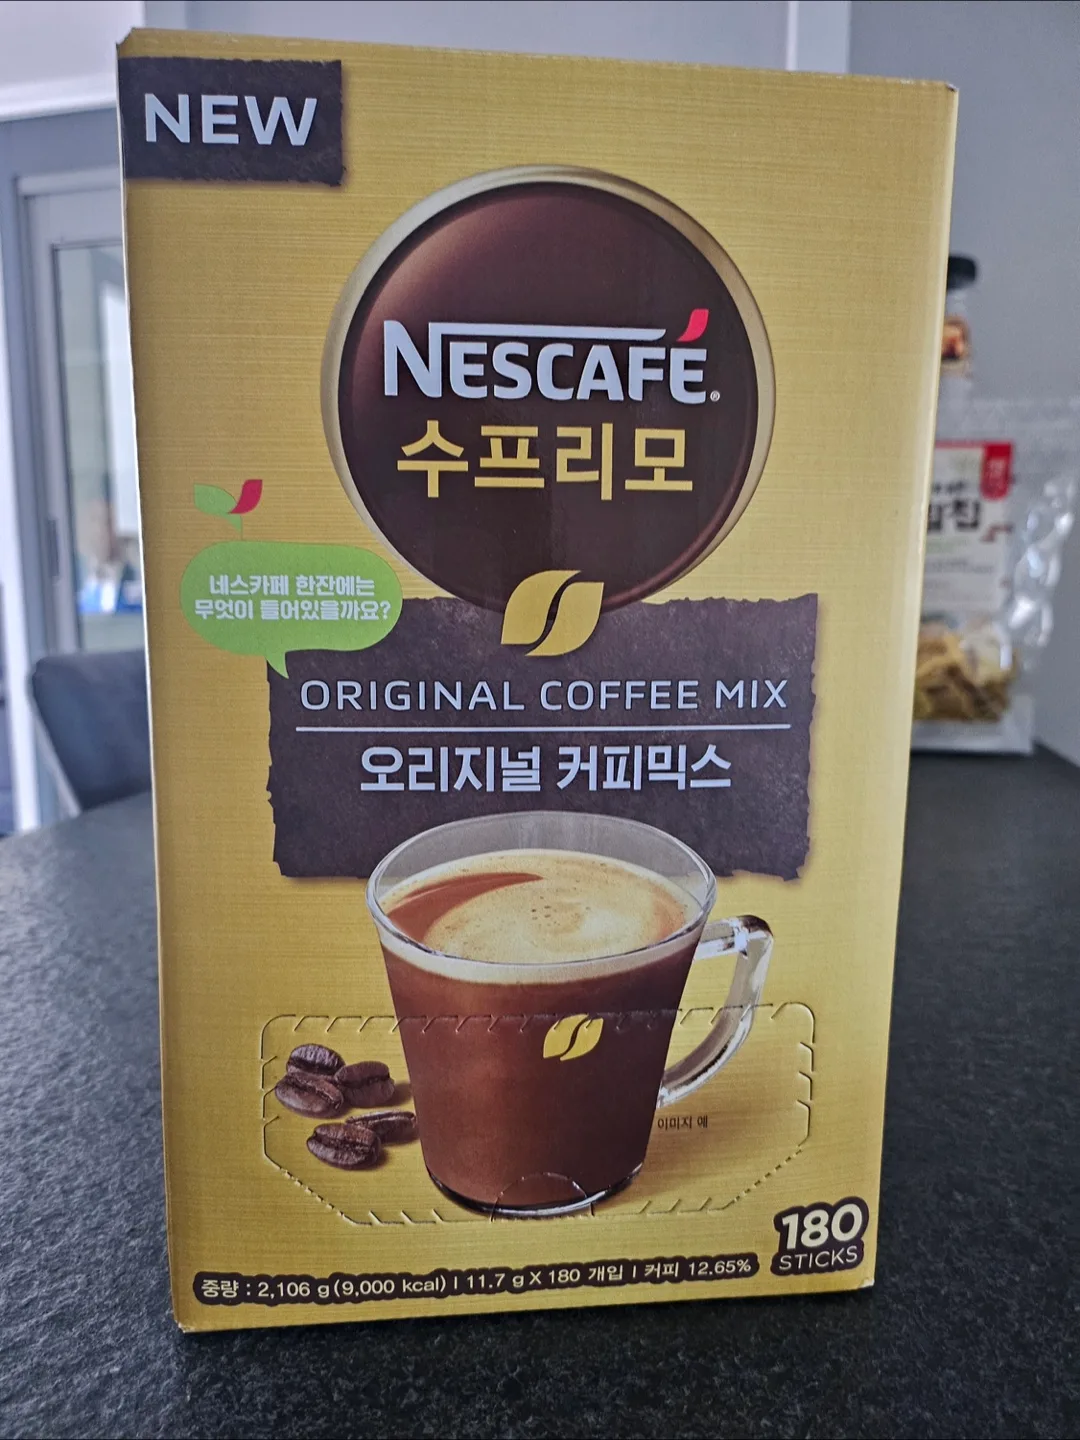 NEW
NESCAFÉ®
수프리모
네스카페 한잔에는
무엇이 들어있을까요?
ORIGINAL COFFEE MIX
오리지널 커피믹스
이미지 예
180
STICKS
중량 : 2,106 g(9,000 kcal) I 11.7 g X 180 개입 I 커피 12.65%